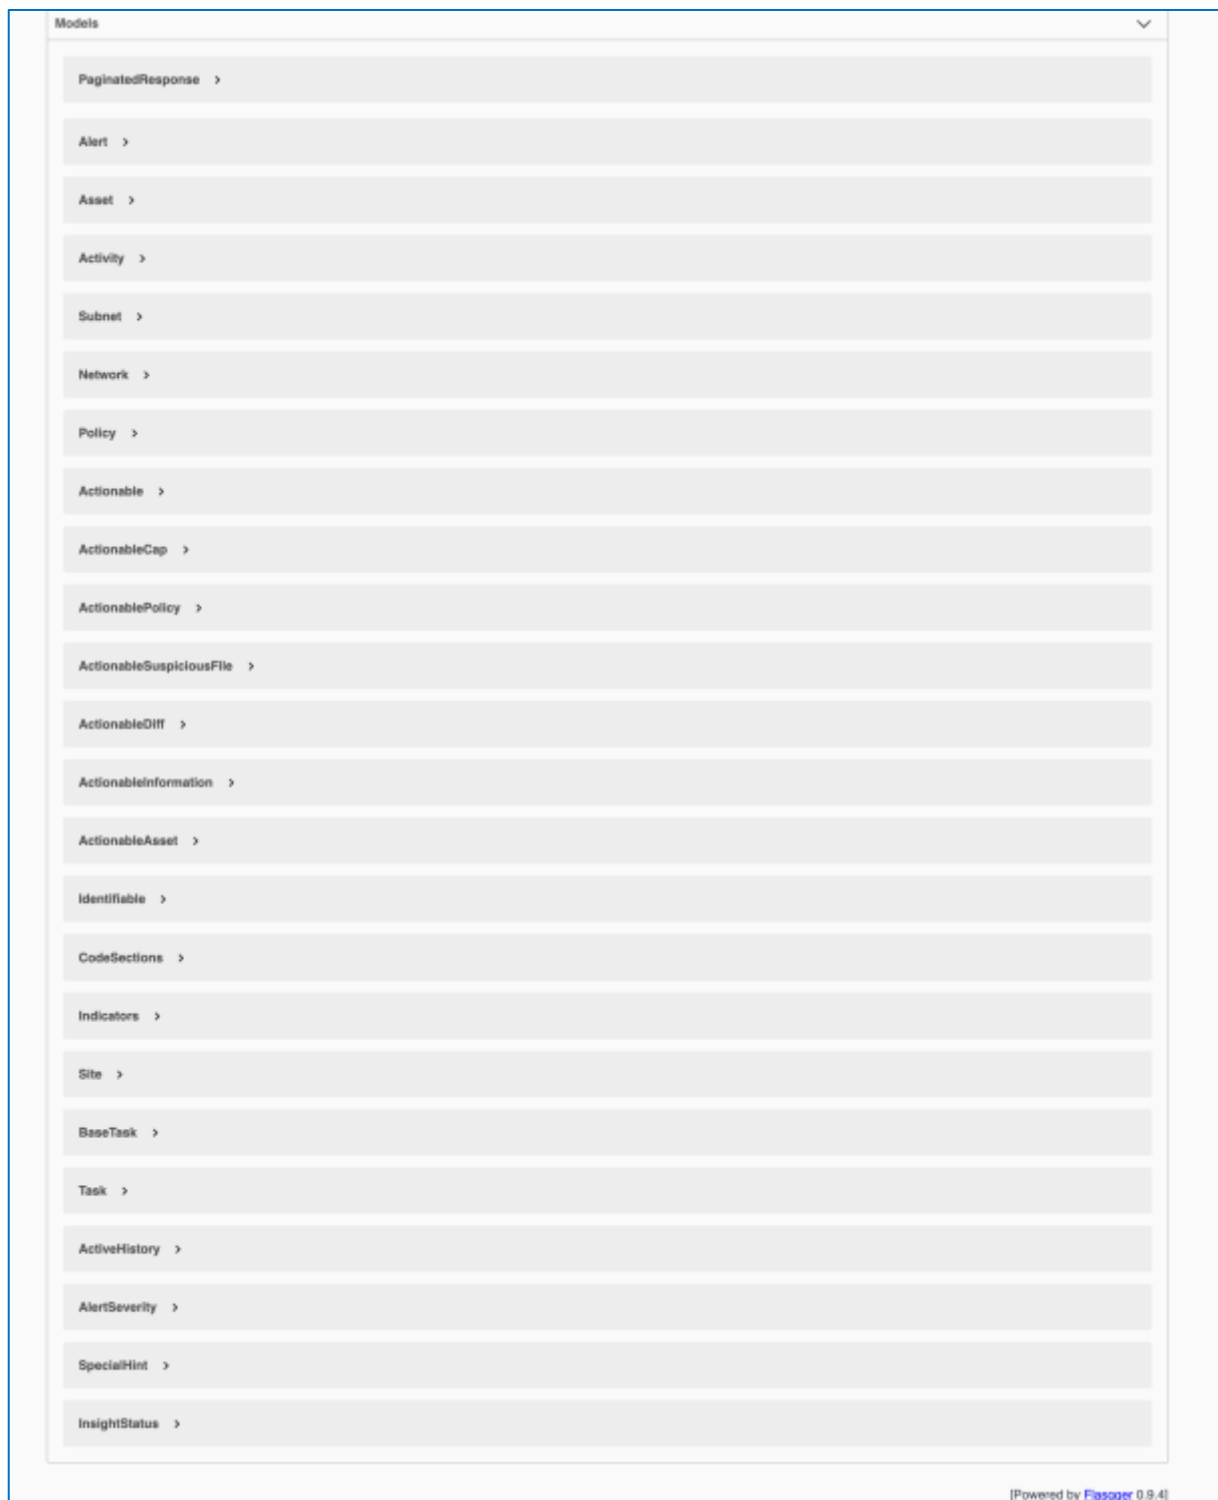 Models
PaginatedResponse >
Alert >
Asset >
Activity >
Subnet >
Network >
Policy >
Actionable >
ActionableCap >
ActionablePolicy >
ActionableSuspiciousFile >
ActionableDiff >
ActionableInformation >
ActionableAsset >
Identifiable >
CodeSections >
Indicators >
Site >
BaseTask >
Task >
ActiveHistory >
AlertSeverity >
SpecialHint >
InsightStatus >
[Powered by Flasgger 0.9.4]